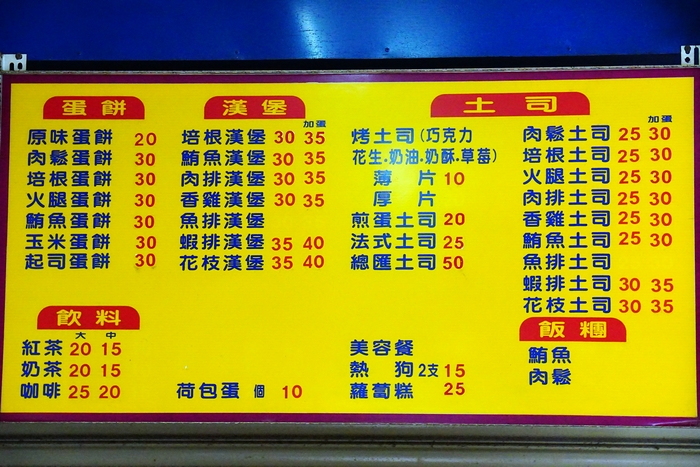 蛋餅
原味蛋餅 20
肉鬆蛋餅 30
培根蛋餅 30
火腿蛋餅 30
鮪魚蛋餅 30
玉米蛋餅 30
起司蛋餅 30
漢堡
加蛋
培根漢堡 30 35
鮪魚漢堡 30 35
肉排漢堡 30 35
香雞漢堡 30 35
魚排漢堡
蝦排漢堡 35 40
花枝漢堡 35 40
土司
烤土司(巧克力
花生.奶油.奶酥.草莓)
薄片 10
厚片
煎蛋土司 20
法式土司 25
總匯土司 50
加蛋
肉鬆土司 25 30
培根土司 25 30
火腿土司 25 30
肉排土司 25 30
香雞土司 25 30
鮪魚土司 25 30
魚排土司
蝦排土司 30 35
花枝土司 30 35
飲料
大 中
紅茶 20 15
奶茶 20 15
咖啡 25 20
荷包蛋 個 10
美容餐
熱狗 2支 15
蘿蔔糕 25
飯糰
鮪魚
肉鬆